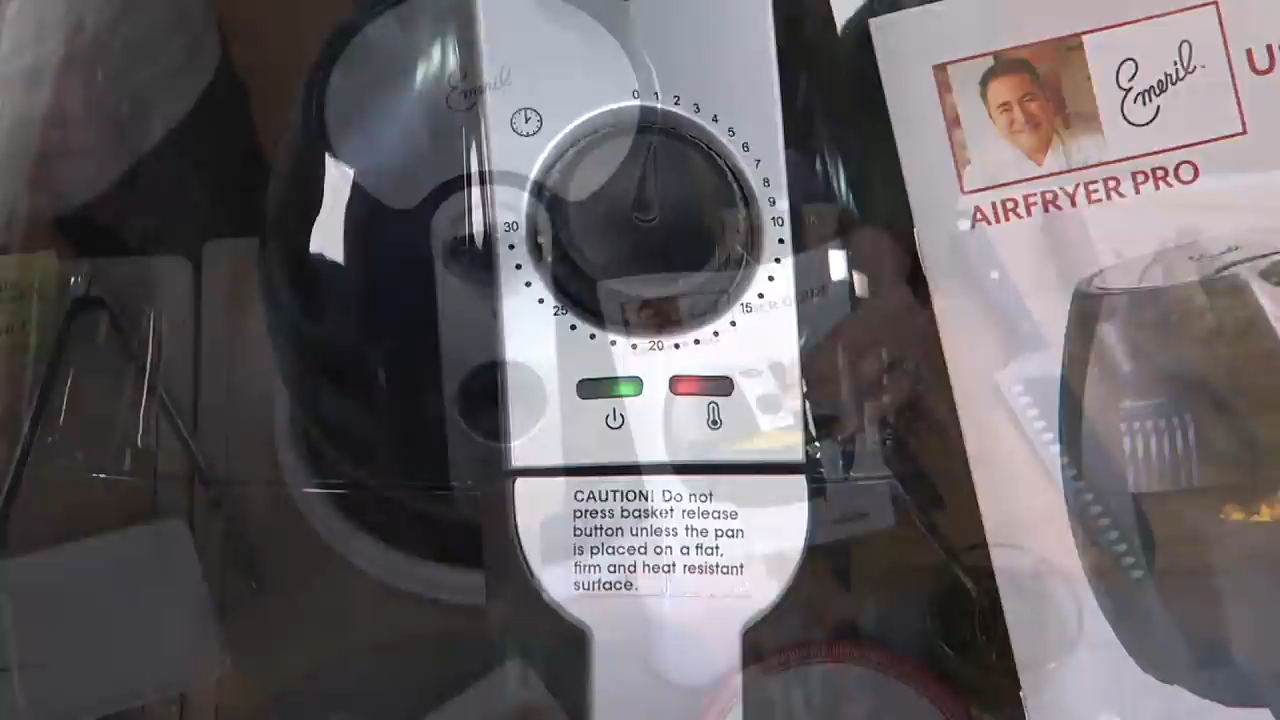 Emeril
0 1 2 3 4 5 6 7 8 9 10
15
20
25
30
CAUTION! Do not
press basket release
button unless the pan
is placed on a flat,
firm and heat resistant
surface.
Emeril.
U
AIRFRYER PRO